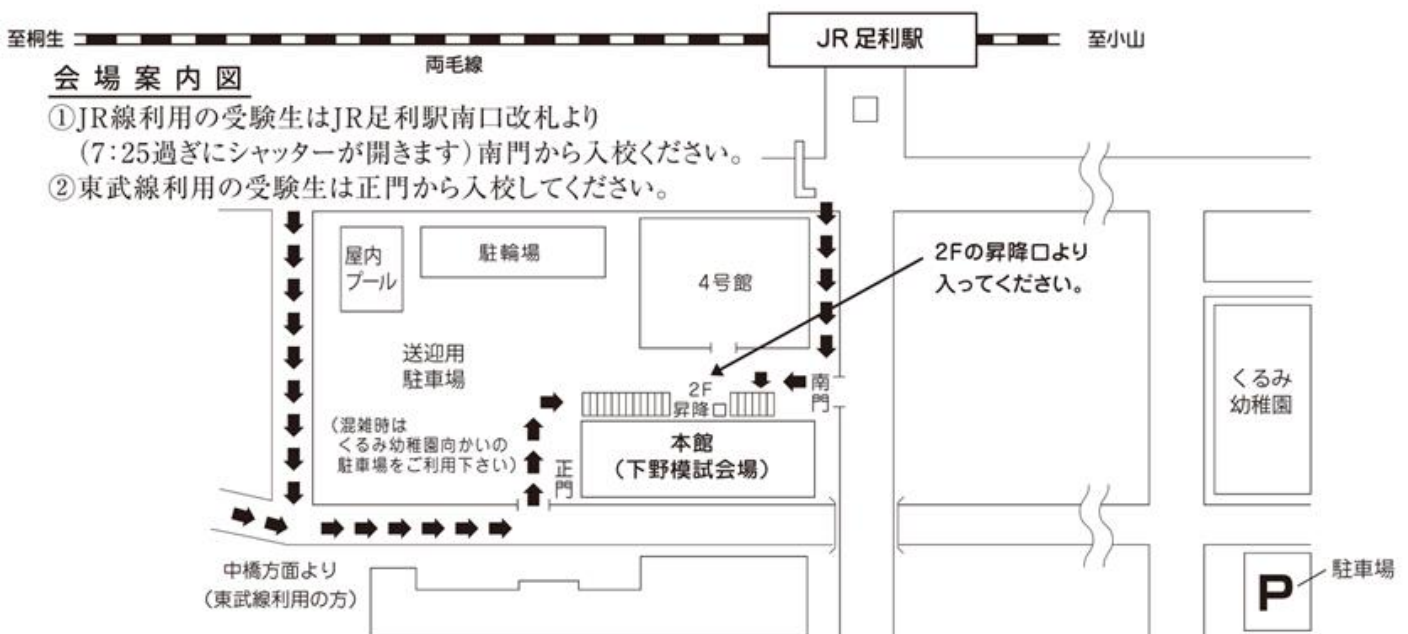 至桐生
JR 足利駅
至小山
両毛線
会場案内図
①JR線利用の受験生はJR足利駅南口改札より
(7:25過ぎにシャッターが開きます)南門から入校ください。
②東武線利用の受験生は正門から入校してください。
屋内
プール
駐輪場
4号館
2Fの昇降口より
入ってください。
送迎用
駐車場
(混雑時は
くるみ幼稚園向かいの
駐車場をご利用下さい)
2F
昇降口
南門
本館
(下野模試会場)
正門
くるみ
幼稚園
中橋方面より
(東武線利用の方)
P
駐車場